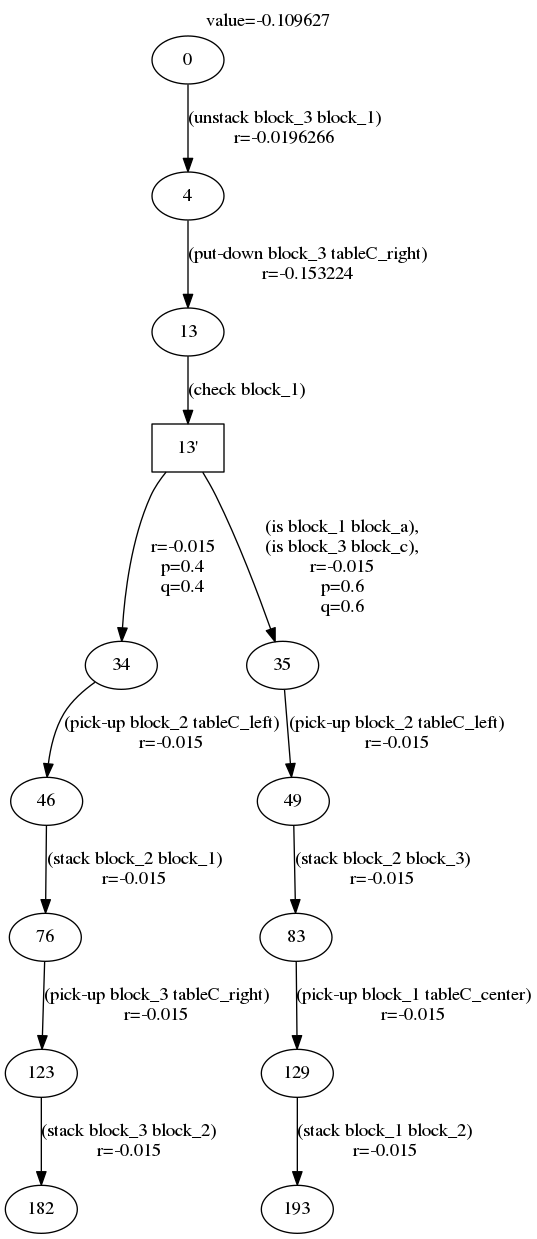 value=-0.109627
0
(unstack block_3 block_1)
r=-0.0196266
4
(put-down block_3 tableC_right)
r=-0.153224
13
(check block_1)
13'
r=-0.015
p=0.4
q=0.4
(is block_1 block_a),
(is block_3 block_c),
r=-0.015
p=0.6
q=0.6
34
35
(pick-up block_2 tableC_left)
r=-0.015
(pick-up block_2 tableC_left)
r=-0.015
46
49
(stack block_2 block_1)
r=-0.015
(stack block_2 block_3)
r=-0.015
76
83
(pick-up block_3 tableC_right)
r=-0.015
(pick-up block_1 tableC_center)
r=-0.015
123
129
(stack block_3 block_2)
r=-0.015
(stack block_1 block_2)
r=-0.015
182
193